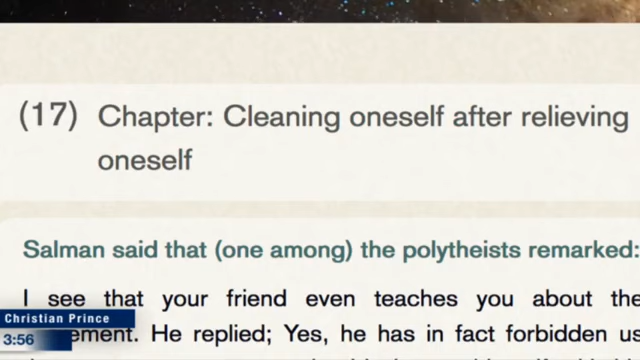 (17) Chapter: Cleaning oneself after relieving
oneself
Salman said that (one among) the polytheists remarked:
I see that your friend even teaches you about the
Christian Prince
ement. He replied; Yes, he has in fact forbidden us
3:56